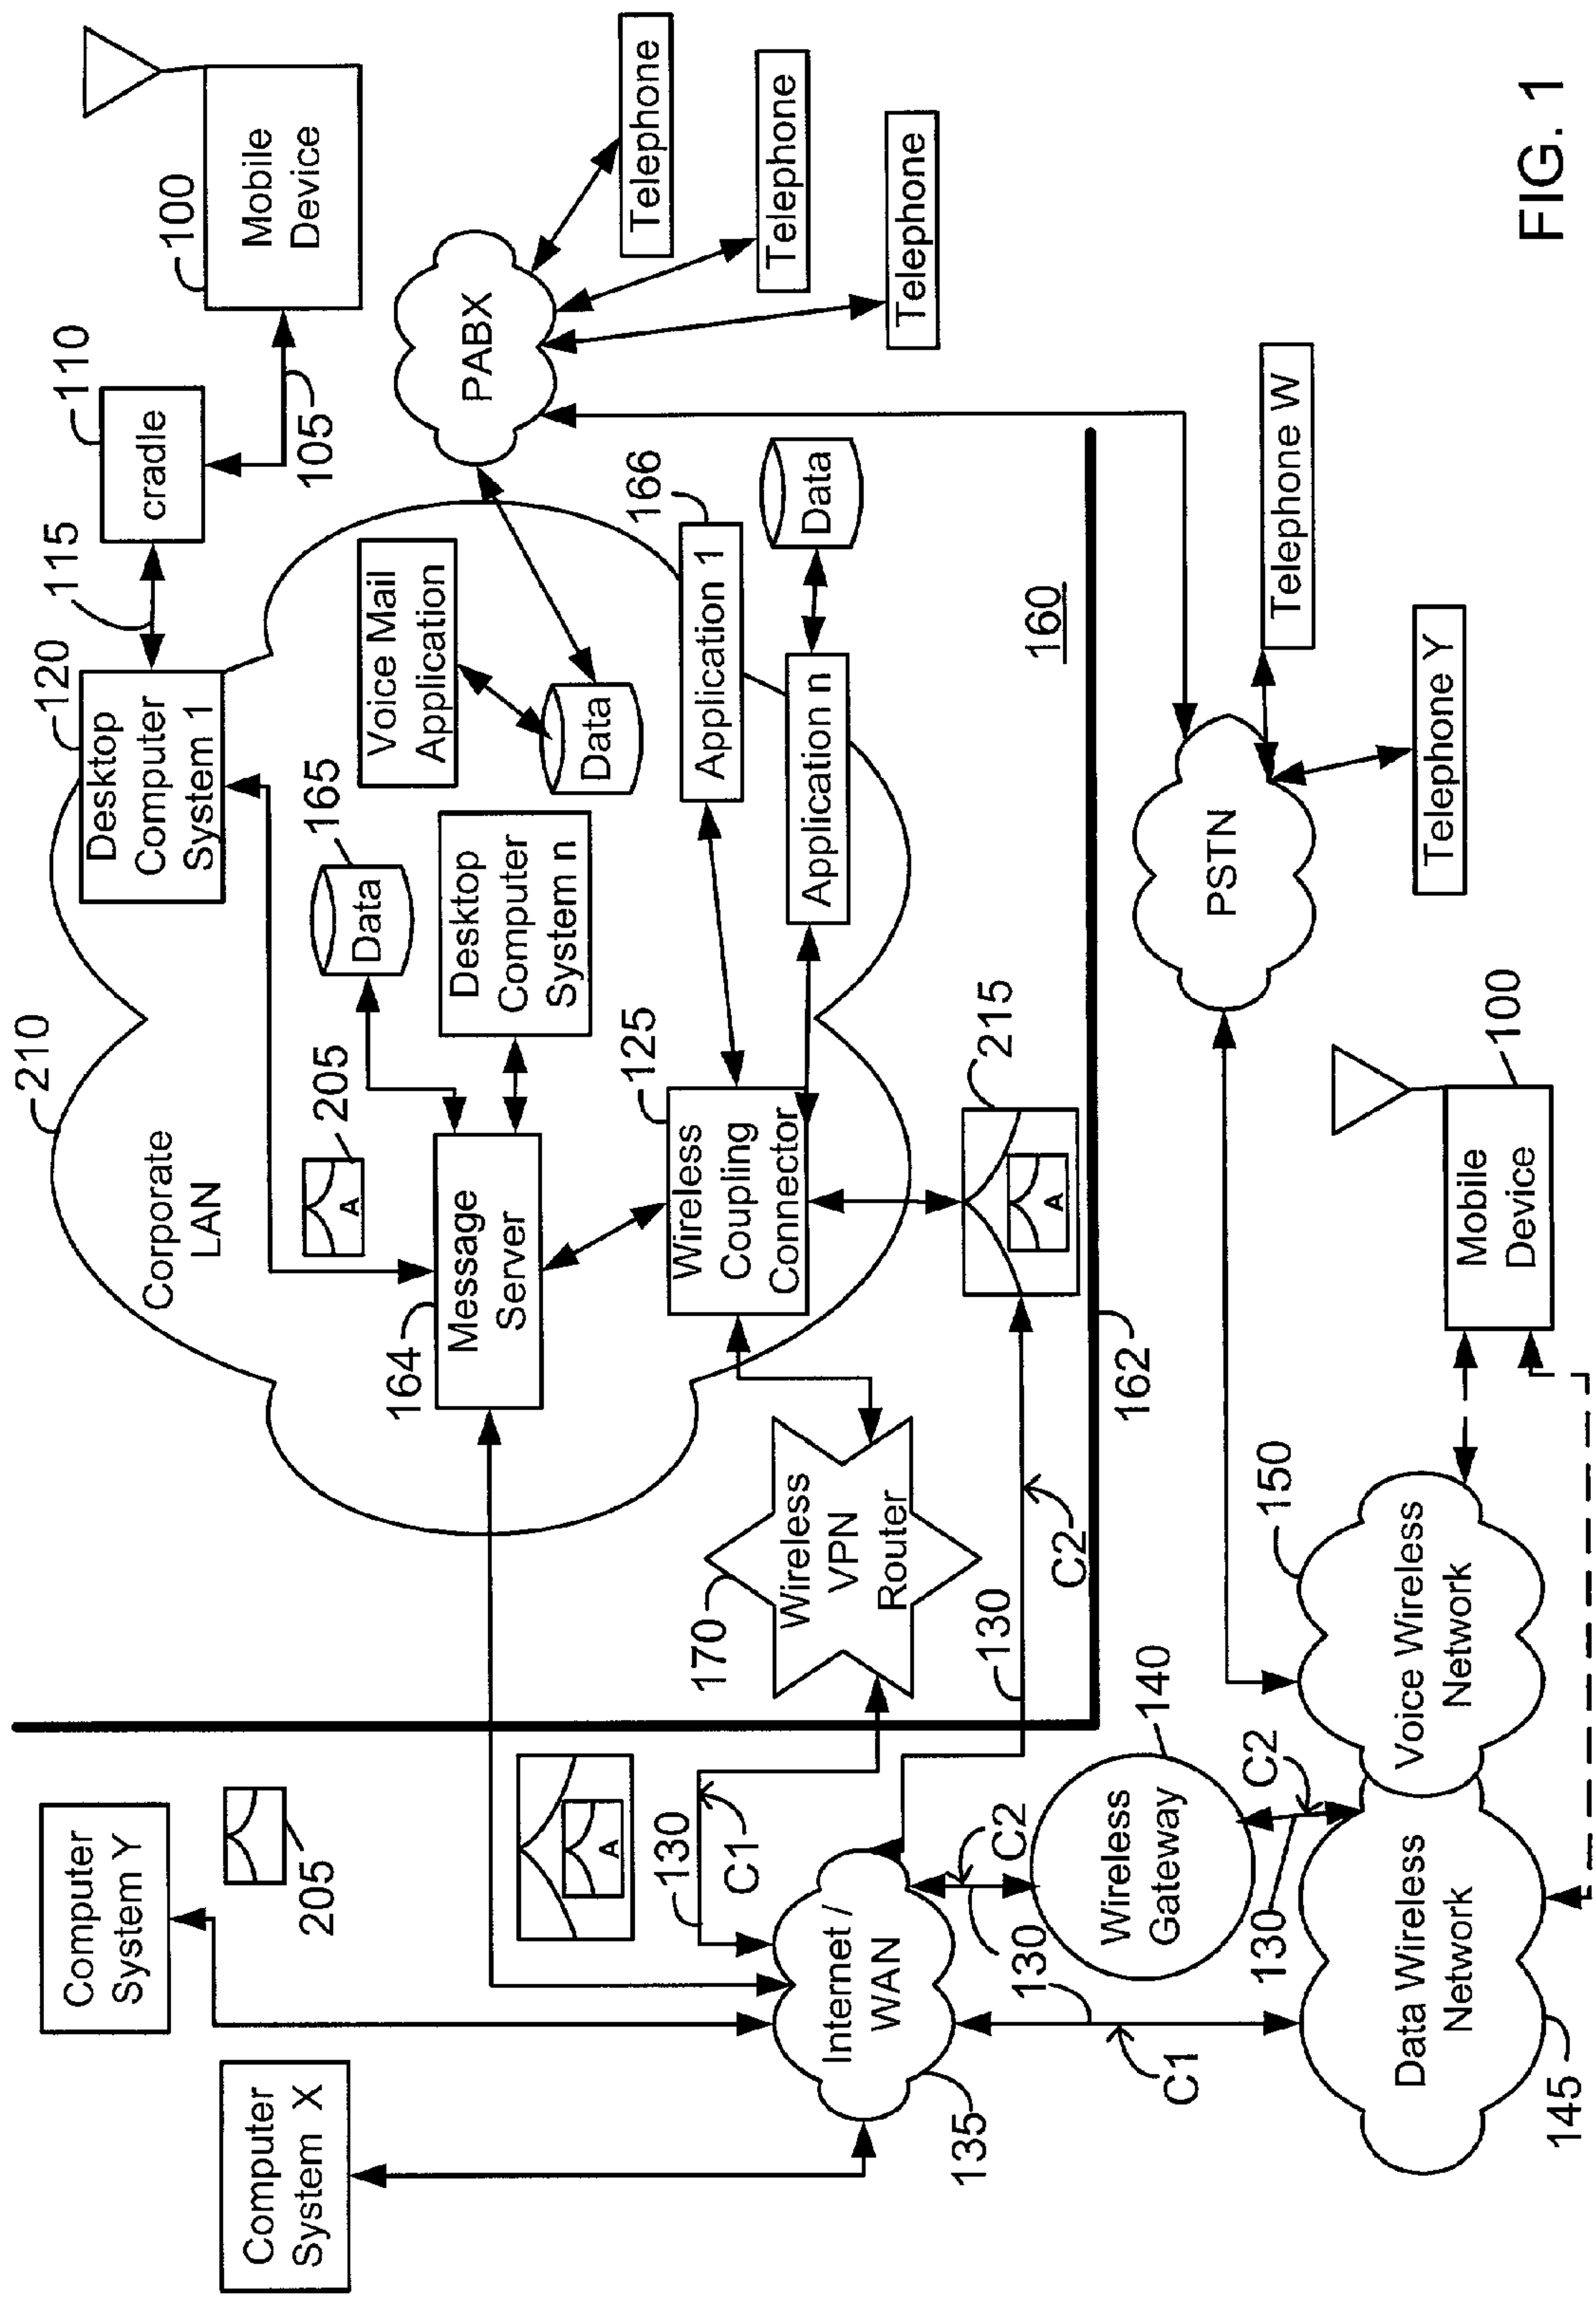 Computer
System X
Computer
System Y
205
210
Corporate
LAN
Desktop
Computer
System 1
120
115
cradle
110
105
100
Mobile
Device
205
A
165
Data
Voice Mail
Application
Data
PABX
Telephone
Telephone
Telephone
164
Message
Server
Desktop
Computer
System n
125
Wireless
Coupling
Connector
Application 1
166
Application n
Data
A
130
C1
170
Wireless
VPN
Router
215
A
130
C2
162
160
Internet /
WAN
135
C2
130
C1
Wireless
Gateway
140
130
C2
Data Wireless
Network
145
Voice Wireless
Network
150
PSTN
Telephone W
Telephone Y
Mobile
Device
100
FIG. 1